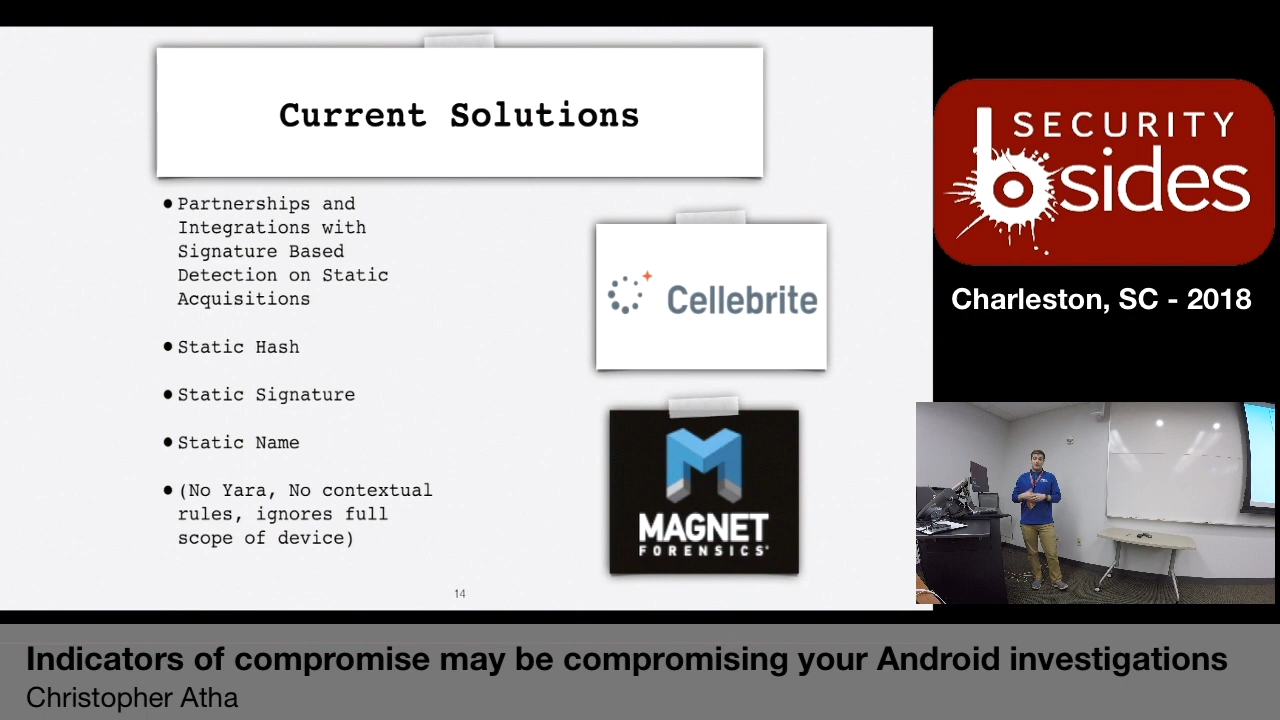 Current Solutions
●Partnerships and
Integrations with
Signature Based
Detection on Static
Acquisitions
●Static Hash
●Static Signature
●Static Name
●(No Yara, No contextual
rules, ignores full
scope of device)
Cellebrite
MAGNET
FORENSICS
14
SECURITY
bsides
Charleston, SC - 2018
Indicators of compromise may be compromising your Android investigations
Christopher Atha